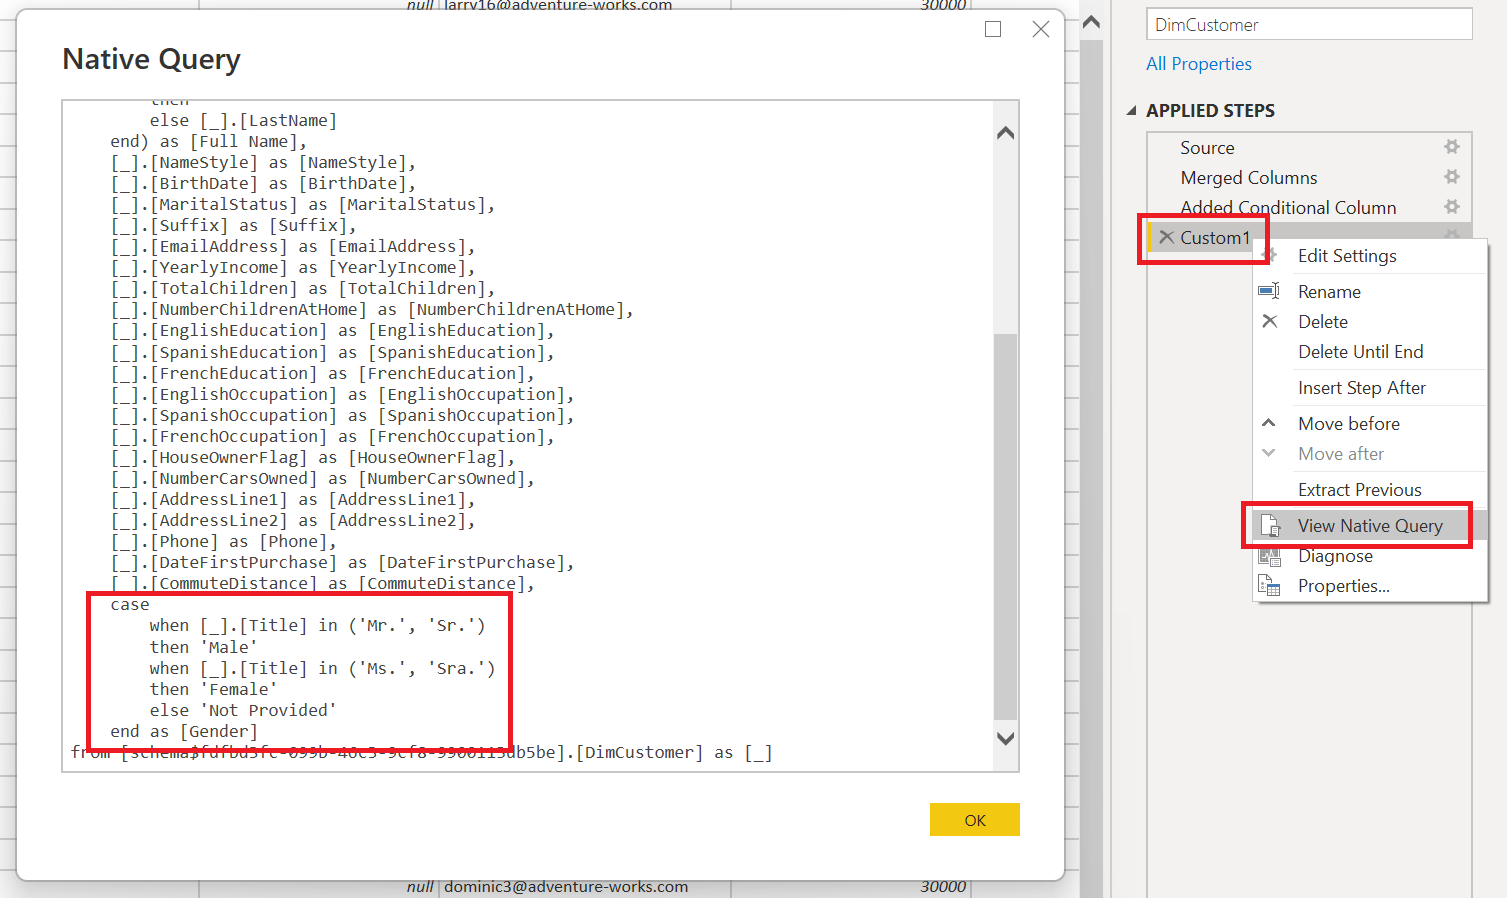 null larry16@adventure-works.com 30000
Native Query
then
else [_].[LastName]
end) as [Full Name],
[_].[NameStyle] as [NameStyle],
[_].[BirthDate] as [BirthDate],
[_].[MaritalStatus] as [MaritalStatus],
[_].[Suffix] as [Suffix],
[_].[EmailAddress] as [EmailAddress],
[_].[YearlyIncome] as [YearlyIncome],
[_].[TotalChildren] as [TotalChildren],
[_].[NumberChildrenAtHome] as [NumberChildrenAtHome],
[_].[EnglishEducation] as [EnglishEducation],
[_].[SpanishEducation] as [SpanishEducation],
[_].[FrenchEducation] as [FrenchEducation],
[_].[EnglishOccupation] as [EnglishOccupation],
[_].[SpanishOccupation] as [SpanishOccupation],
[_].[FrenchOccupation] as [FrenchOccupation],
[_].[HouseOwnerFlag] as [HouseOwnerFlag],
[_].[NumberCarsOwned] as [NumberCarsOwned],
[_].[AddressLine1] as [AddressLine1],
[_].[AddressLine2] as [AddressLine2],
[_].[Phone] as [Phone],
[_].[DateFirstPurchase] as [DateFirstPurchase],
[_].[CommuteDistance] as [CommuteDistance],
case
when [_].[Title] in ('Mr.', 'Sr.')
then 'Male'
when [_].[Title] in ('Ms.', 'Sra.')
then 'Female'
else 'Not Provided'
end as [Gender]
from .[DimCustomer] as [_]
OK
null dominic3@adventure-works.com 30000
DimCustomer
All Properties
APPLIED STEPS
Source
Merged Columns
Added Conditional Column
Custom1
Edit Settings
Rename
Delete
Delete Until End
Insert Step After
Move before
Move after
Extract Previous
View Native Query
Diagnose
Properties...